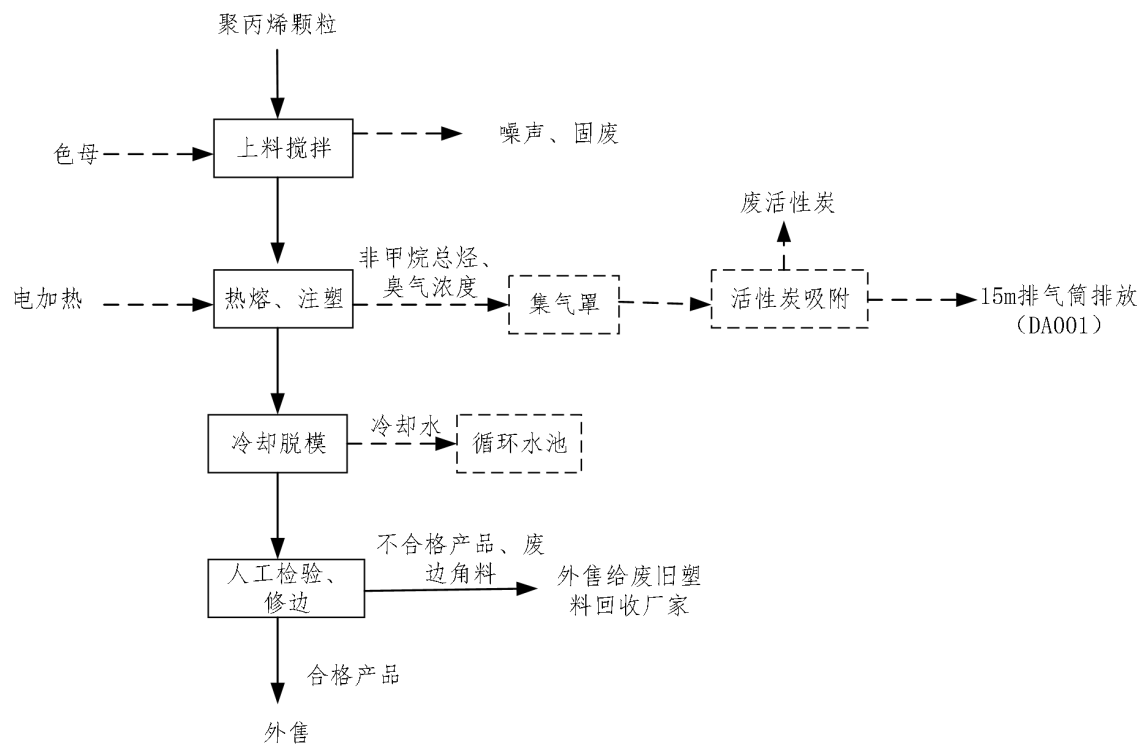 聚丙烯颗粒
色母
上料搅拌
噪声、固废
废活性炭
电加热
热熔、注塑
非甲烷总烃、
臭气浓度
集气罩
活性炭吸附
15m排气筒排放
（DA001）
冷却脱模
冷却水
循环水池
人工检验、
修边
不合格产品、废
边角料
外售给废旧塑
料回收厂家
合格产品
外售